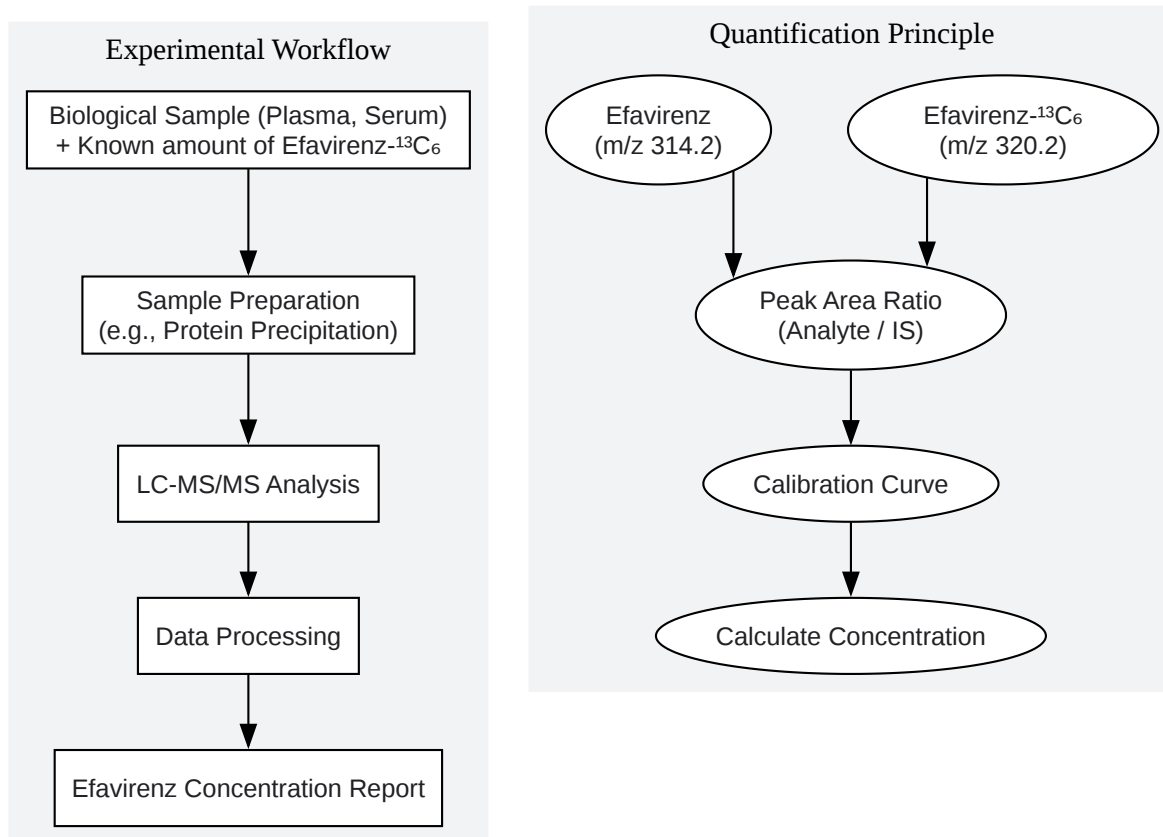 Experimental Workflow
Biological Sample (Plasma, Serum)
+ Known amount of Efavirenz-¹³C₆
Sample Preparation
(e.g., Protein Precipitation)
LC-MS/MS Analysis
Data Processing
Efavirenz Concentration Report
Quantification Principle
Efavirenz
(m/z 314.2)
Efavirenz-¹³C₆
(m/z 320.2)
Peak Area Ratio
(Analyte / IS)
Calibration Curve
Calculate Concentration